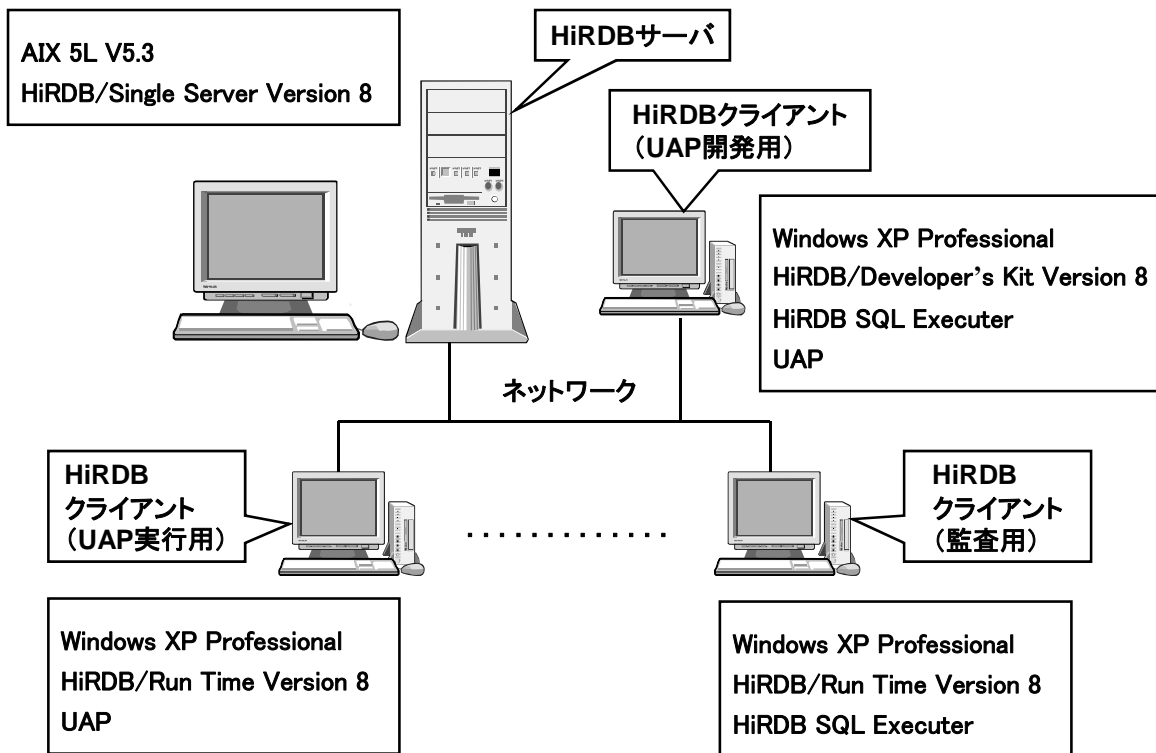 AIX 5L V5.3
HiRDB/Single Server Version 8
HiRDBサーバ
HiRDBクライアント
(UAP開発用)
Windows XP Professional
HiRDB/Developer’s Kit Version 8
HiRDB SQL Executer
UAP
ネットワーク
HiRDB
クライアント
(UAP実行用)
............
HiRDB
クライアント
(監査用)
Windows XP Professional
HiRDB/Run Time Version 8
UAP
Windows XP Professional
HiRDB/Run Time Version 8
HiRDB SQL Executer